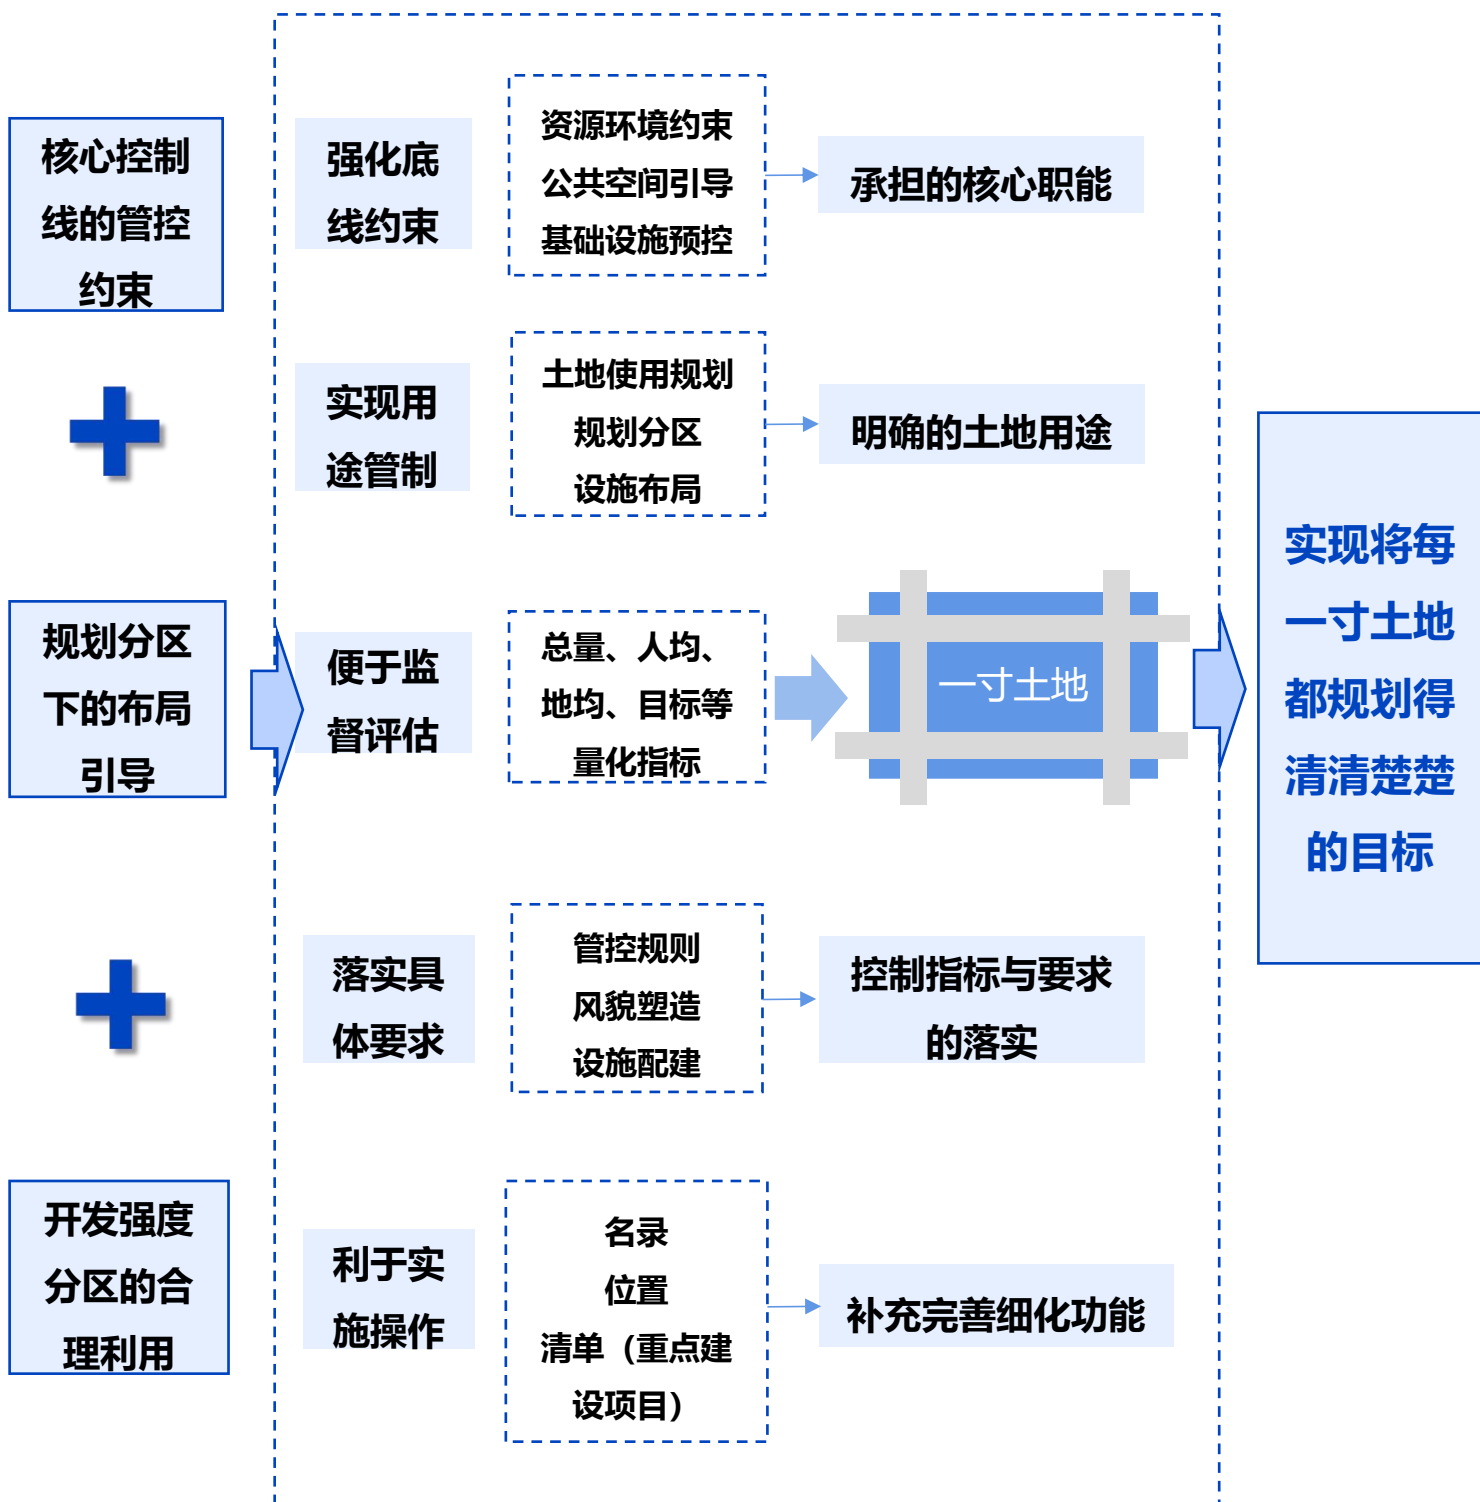 核心控制
线的管控
约束
规划分区
下的布局
引导
开发强度
分区的合
理利用
强化底
线约束
资源环境约束
公共空间引导
基础设施预控
承担的核心职能
实现用
途管制
土地使用规划
规划分区
设施布局
明确的土地用途
便于监
督评估
总量、人均、
地均、目标等
量化指标
一寸土地
落实具
体要求
管控规则
风貌塑造
设施配建
控制指标与要求
的落实
利于实
施操作
名录
位置
清单（重点建
设项目）
补充完善细化功能
实现将每
一寸土地
都规划得
清清楚楚
的目标